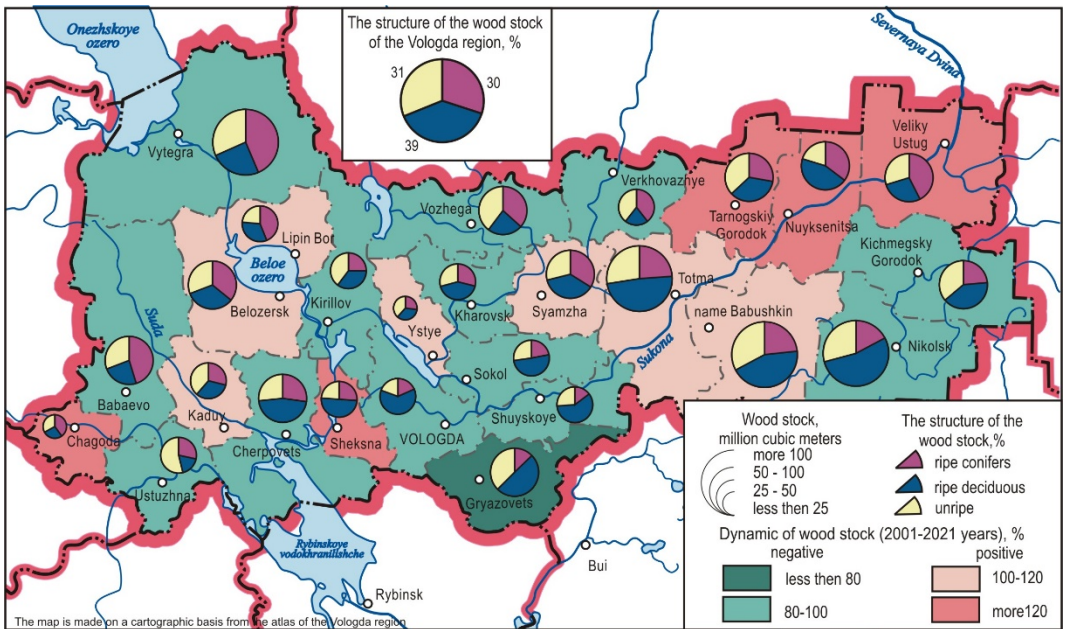 Onezhskoye
ozero
The structure of the wood stock
of the Vologda region, %
31
30
39
Severnaya Dvina
Vytegra
Veliky
Ustug
Verkhovazhye
Vozhega
Tarnogskiy
Gorodok
Nuyksenitsa
Lipin Bor
Kichmegsky
Gorodok
Beloe
ozero
Belozersk
Kirillov
Kharovsk
Syamzha
Totma
name Babushkin
Suda
Ystye
Sukona
Nikolsk
Babaevo
Sokol
Kaduy
Shuyskoye
Chagoda
Cherpovets
Sheksna
VOLOGDA
Ustuzhna
Gryazovets
Rybinskoye
vodokhranilishche
Bui
Rybinsk
Wood stock,
million cubic meters
more 100
50 - 100
25 - 50
less then 25
The structure of the
wood stock,%
ripe conifers
ripe deciduous
unripe
Dynamic of wood stock (2001-2021 years), %
negative
positive
less then 80
100-120
80-100
more120
The map is made on a cartographic basis from the atlas of the Vologda region